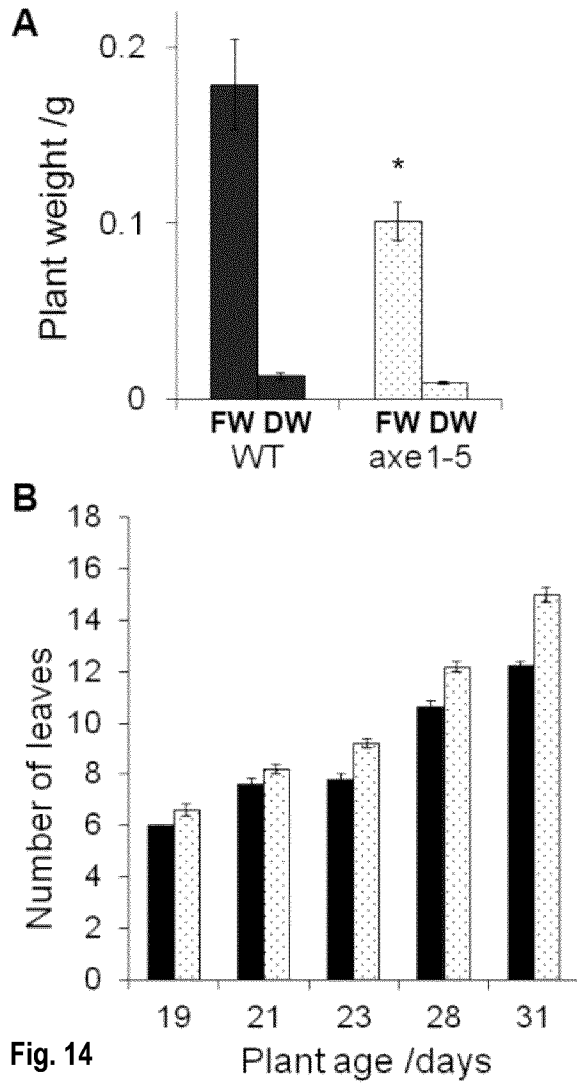 A
Plant weight /g
0.2
0.1
0
*
FW DW FW DW
WT axe1-5
B
Number of leaves
18
16
14
12
10
8
6
4
2
0
19 21 23 28 31
Fig. 14 Plant age /days